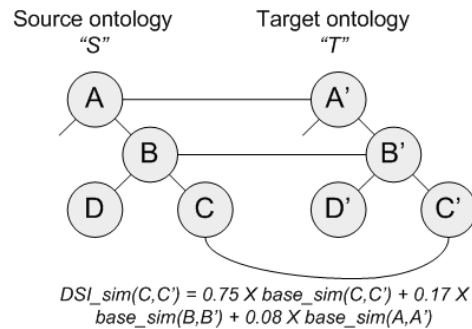 Source ontology Target ontology
“S” “T”
A A’
B B’
D C D’ C’
DSI_sim(C,C’) = 0.75 X base_sim(C,C’) + 0.17 X
base_sim(B,B’) + 0.08 X base_sim(A,A’)